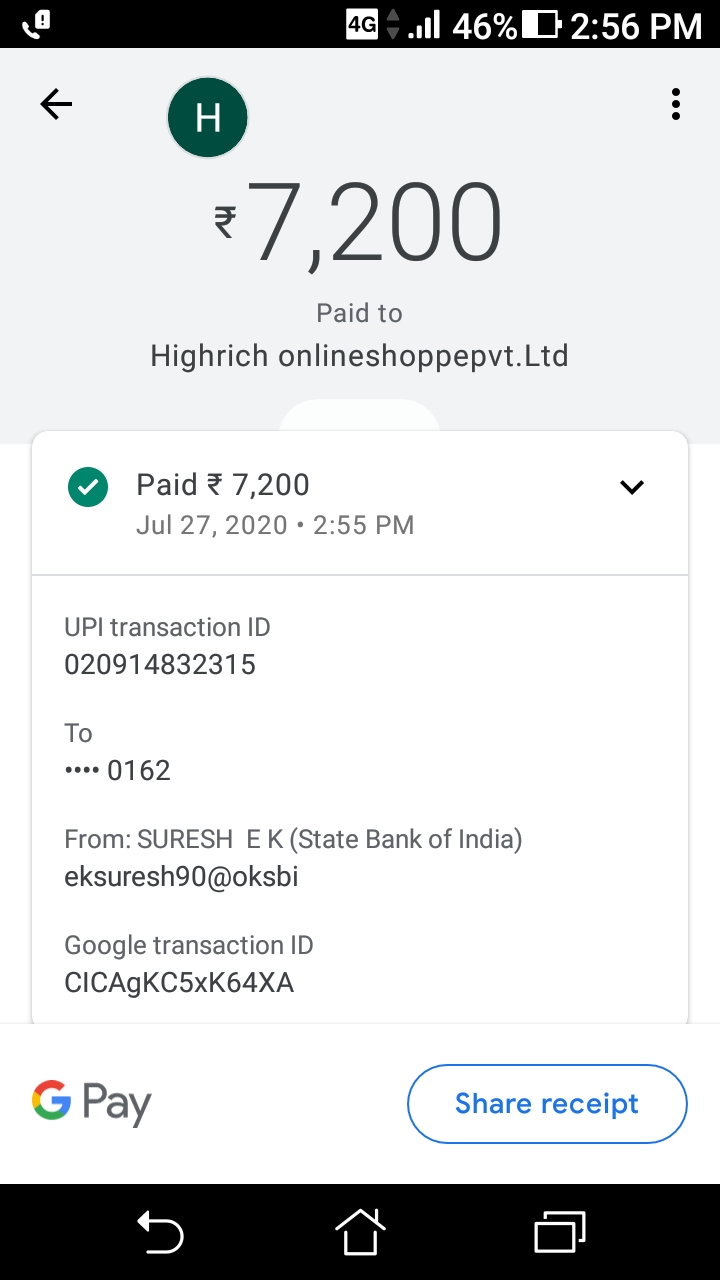 4G 46% 2:56 PM
H
₹7,200
Paid to
Highrich onlineshoppepvt.Ltd
Paid ₹ 7,200
Jul 27, 2020 • 2:55 PM
UPI transaction ID
020914832315
To
•••• 0162
From: SURESH  E K (State Bank of India)
eksuresh90@oksbi
Google transaction ID
CICAgKC5xK64XA
G Pay
Share receipt